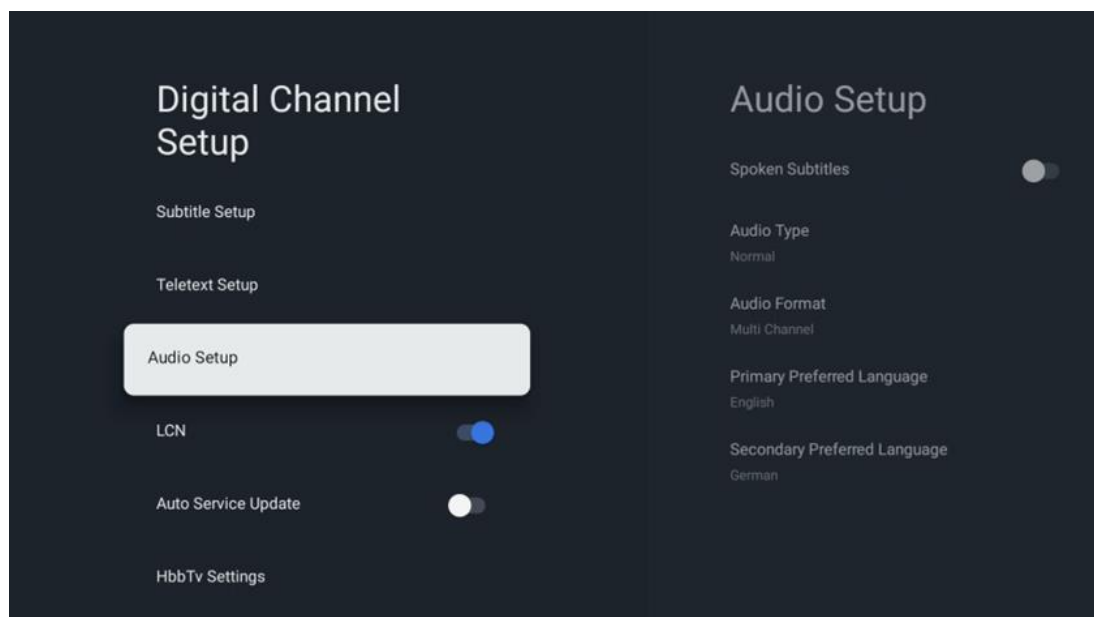 Digital Channel
Setup
Subtitle Setup
Teletext Setup
Audio Setup
LCN
Auto Service Update
HbbTv Settings
Audio Setup
Spoken Subtitles
Audio Type
Normal
Audio Format
Multi Channel
Primary Preferred Language
English
Secondary Preferred Language
German